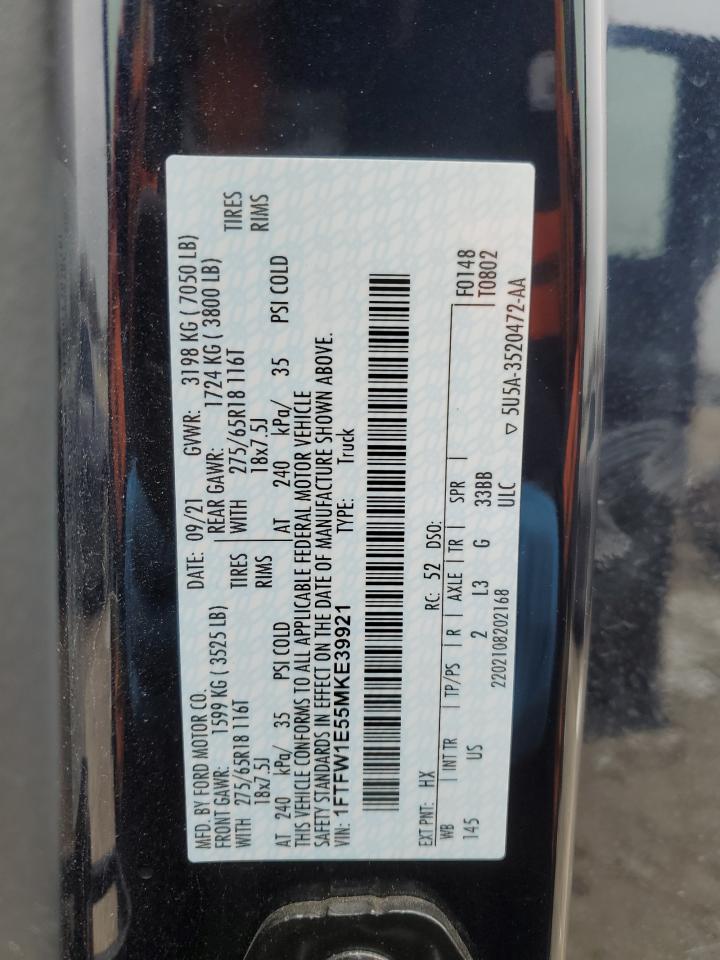 MFD. BY FORD MOTOR CO.
DATE: 09/21 GVWR: 3198 KG ( 7050 LB)
FRONT GAWR: 1599 KG ( 3525 LB) REAR GAWR: 1724 KG ( 3800 LB)
WITH 275/65R18 116T TIRES WITH 275/65R18 116T TIRES
18x7.5J RIMS 18x7.5J RIMS
AT 240 kPa/ 35 PSI COLD AT 240 kPa/ 35 PSI COLD
THIS VEHICLE CONFORMS TO ALL APPLICABLE FEDERAL MOTOR VEHICLE
SAFETY STANDARDS IN EFFECT ON THE DATE OF MANUFACTURE SHOWN ABOVE.
VIN: 1FTFW1E55MKE39921 TYPE: Truck
EXT PNT: HX RC: 52 DSO: F0148
WB INT TR TP/PS R AXLE TR SPR T0802
145 US 2 L3 G 33BB
2202108202168 ULC ▽ 5U5A-3520472-AA